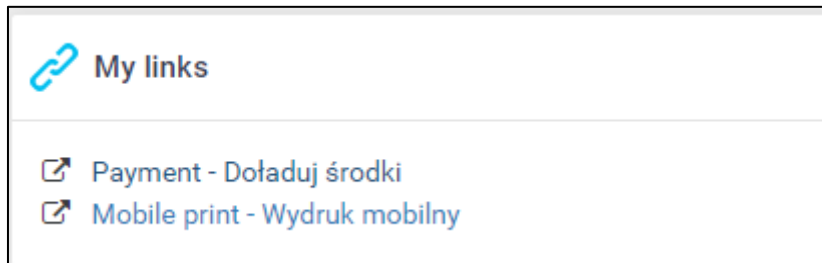 My links
Payment - Doładuj środki
Mobile print - Wydruk mobilny